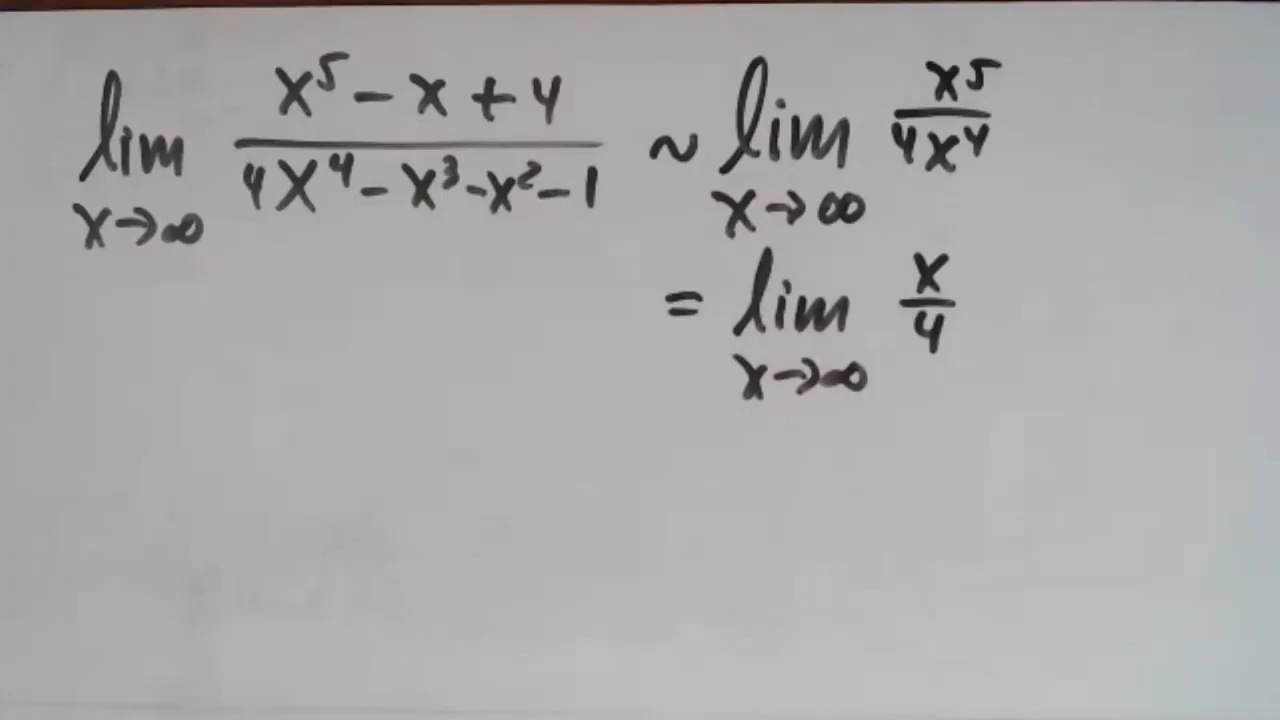 lim x→∞ (x⁵ - x + 4)/(4x⁴ - x³ - x² - 1) ~ lim x→∞ x⁵/(4x⁴)
= lim x→∞ x/4